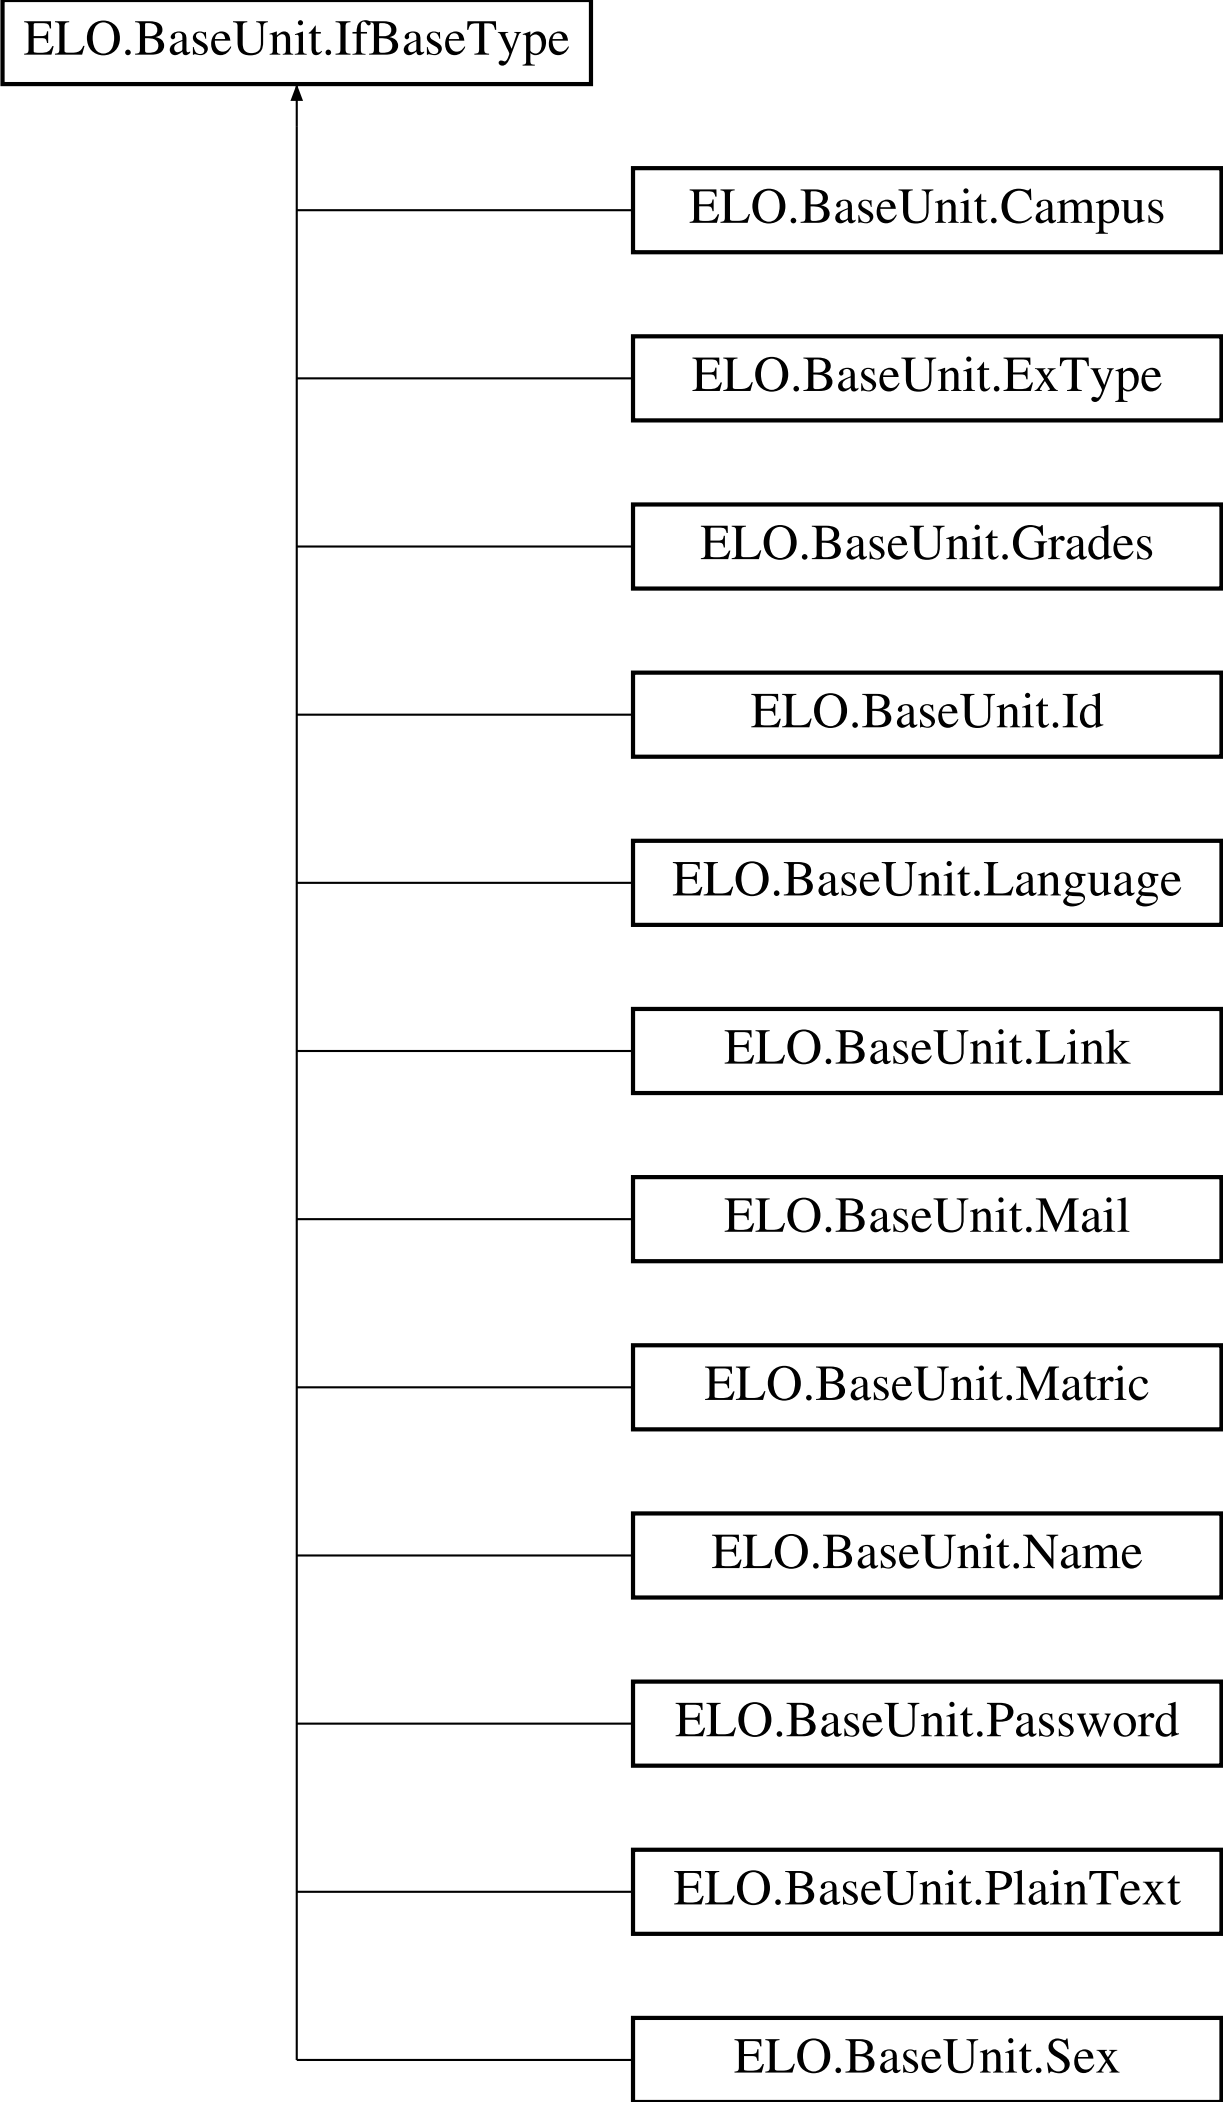 ELO.BaseUnit.IfBaseType
ELO.BaseUnit.Campus
ELO.BaseUnit.ExType
ELO.BaseUnit.Grades
ELO.BaseUnit.Id
ELO.BaseUnit.Language
ELO.BaseUnit.Link
ELO.BaseUnit.Mail
ELO.BaseUnit.Matric
ELO.BaseUnit.Name
ELO.BaseUnit.Password
ELO.BaseUnit.PlainText
ELO.BaseUnit.Sex